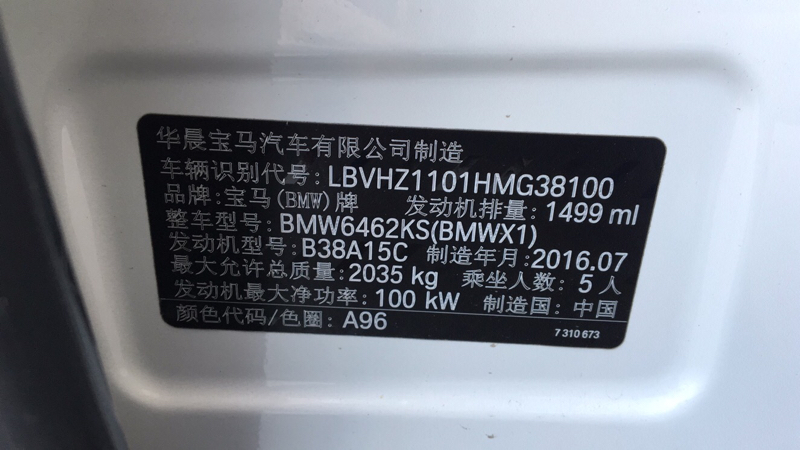 华晨宝马汽车有限公司制造
车辆识别代号: LBVHZ1101HMG38100
品牌: 宝马(BMW)牌 发动机排量: 1499 ml
整车型号: BMW6462KS(BMWX1)
发动机型号: B38A15C 制造年月:2016.07
最大允许总质量: 2035 kg 乘坐人数: 5 人
发动机最大净功率: 100 kW 制造国: 中国
颜色代码/色圈: A96
7 310 673